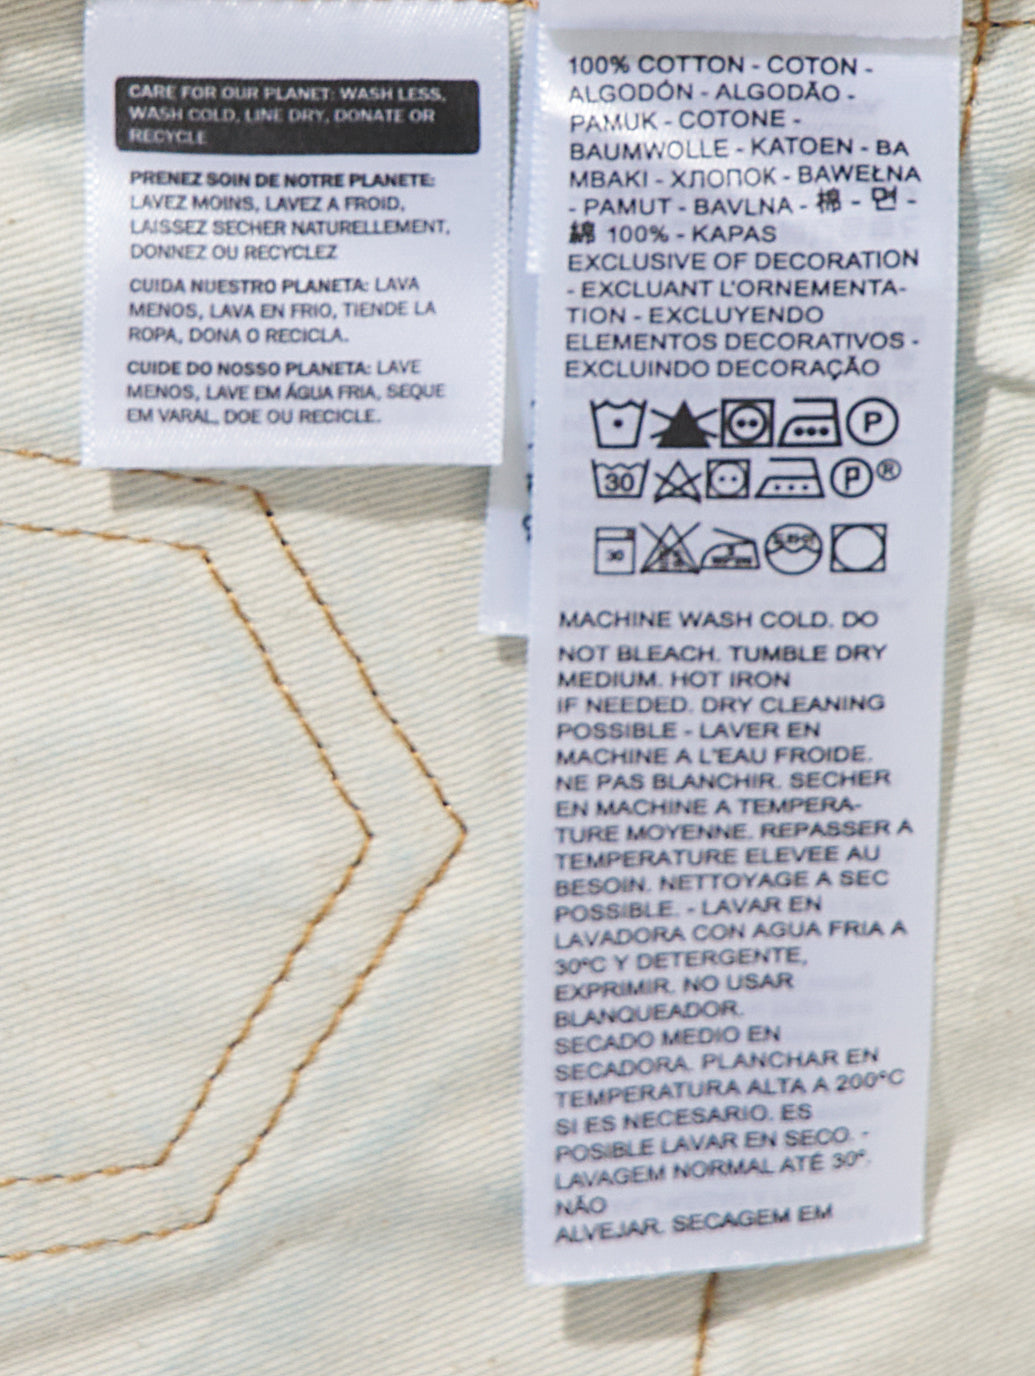 CARE FOR OUR PLANET: WASH LESS,
WASH COLD, LINE DRY, DONATE OR
RECYCLE
PRENEZ SOIN DE NOTRE PLANETE:
LAVEZ MOINS, LAVEZ A FROID,
LAISSEZ SECHER NATURELLEMENT,
DONNEZ OU RECYCLEZ
CUIDA NUESTRO PLANETA: LAVA
MENOS, LAVA EN FRIO, TIENDE LA
ROPA, DONA O RECICLA.
CUIDE DO NOSSO PLANETA: LAVE
MENOS, LAVE EM ÁGUA FRIA, SEQUE
EM VARAL, DOE OU RECICLE.
100% COTTON - COTON -
ALGODÓN - ALGODÃO -
PAMUK - COTONE -
BAUMWOLLE - KATOEN - BA
MBAKI - ХЛОПОК - BAWEŁNA
- PAMUT - BAVLNA - 棉 - 면 -
綿 100% - KAPAS
EXCLUSIVE OF DECORATION
- EXCLUANT L'ORNEMENTA-
TION - EXCLUYENDO
ELEMENTOS DECORATIVOS -
EXCLUINDO DECORAÇÃO
P
30 P ®
30
MACHINE WASH COLD. DO
NOT BLEACH. TUMBLE DRY
MEDIUM. HOT IRON
IF NEEDED. DRY CLEANING
POSSIBLE - LAVER EN
MACHINE A L'EAU FROIDE.
NE PAS BLANCHIR. SECHER
EN MACHINE A TEMPERA-
TURE MOYENNE. REPASSER A
TEMPERATURE ELEVEE AU
BESOIN. NETTOYAGE A SEC
POSSIBLE. - LAVAR EN
LAVADORA CON AGUA FRIA A
30°C Y DETERGENTE,
EXPRIMIR. NO USAR
BLANQUEADOR.
SECADO MEDIO EN
SECADORA. PLANCHAR EN
TEMPERATURA ALTA A 200°C
SI ES NECESARIO. ES
POSIBLE LAVAR EN SECO. -
LAVAGEM NORMAL ATÉ 30°.
NÃO
ALVEJAR. SECAGEM EM